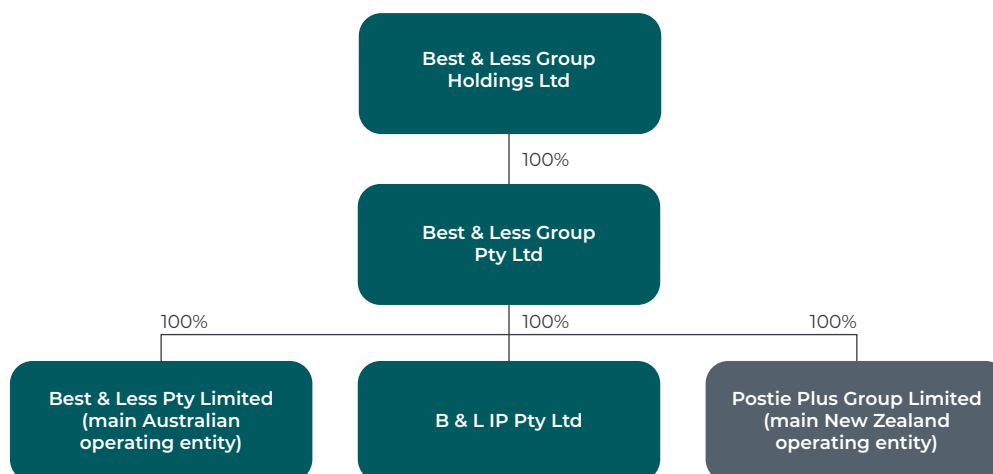 Best & Less Group
Holdings Ltd
100%
Best & Less Group
Pty Ltd
100%
100%
100%
Best & Less Pty Limited
(main Australian
operating entity)
B & L IP Pty Ltd
Postie Plus Group Limited
(main New Zealand
operating entity)